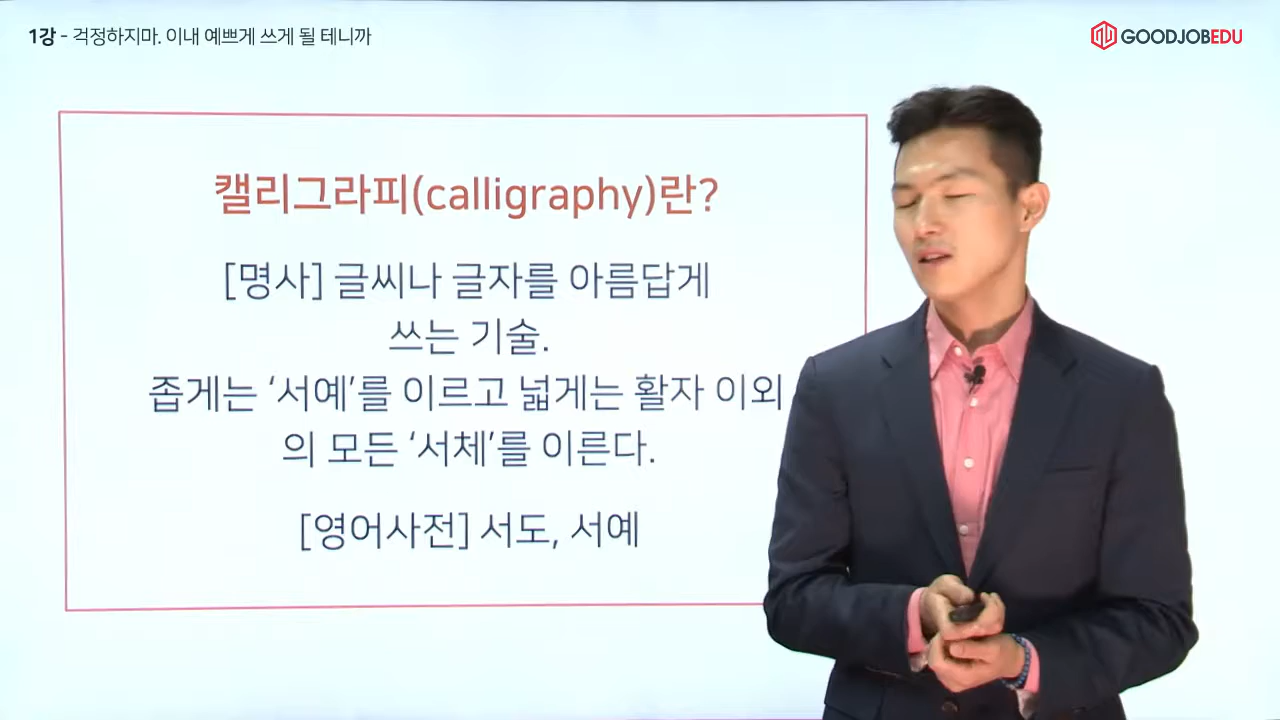 1강 - 걱정하지마. 이내 예쁘게 쓰게 될 테니까
GOODJOBEDU
캘리그라피(calligraphy)란?
[명사] 글씨나 글자를 아름답게
쓰는 기술.
좁게는 ‘서예’를 이르고 넓게는 활자 이외
의 모든 ‘서체’를 이른다.
[영어사전] 서도, 서예